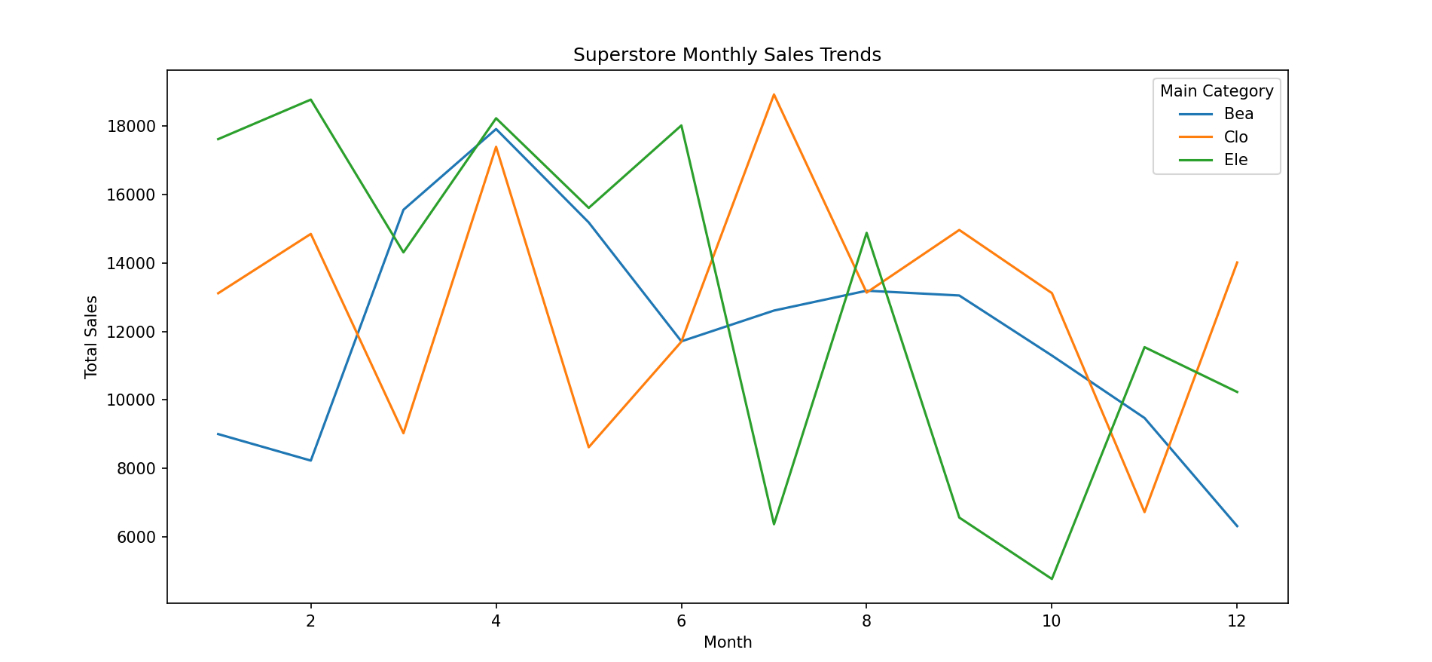 Superstore Monthly Sales Trends
Main Category
Bea
Clo
Ele
Total Sales
18000
16000
14000
12000
10000
8000
6000
2 4 6 8 10 12
Month